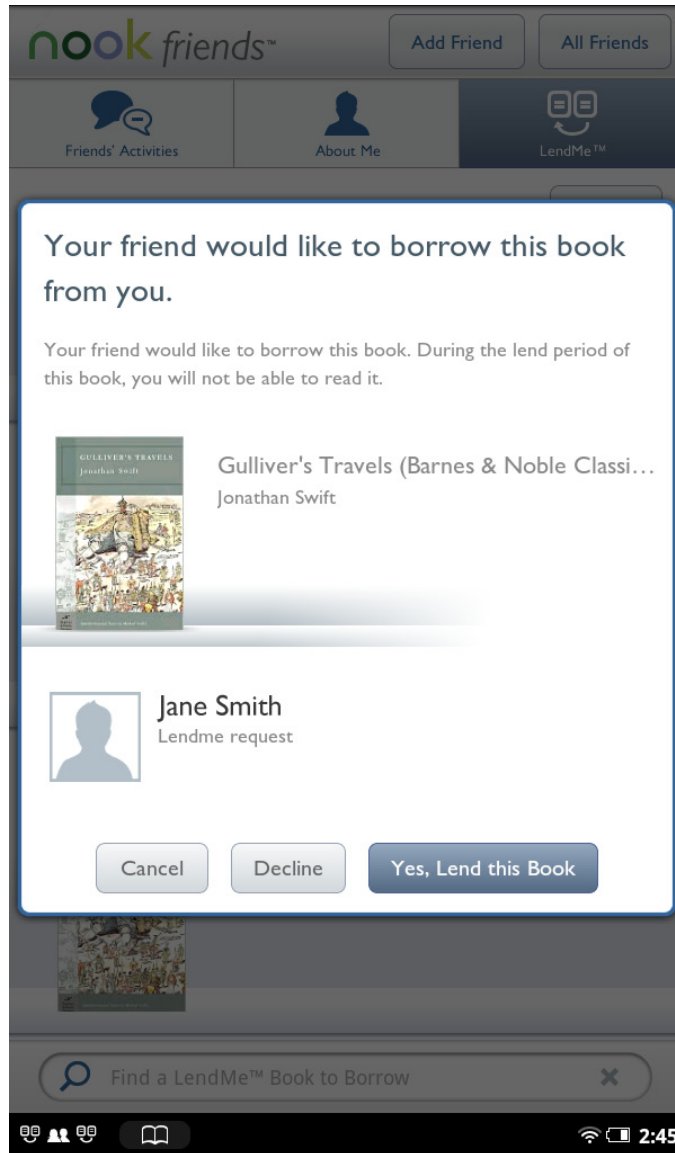 nook friends™
Add Friend
All Friends
Friends' Activities
About Me
LendMe™
Your friend would like to borrow this book
from you.
Your friend would like to borrow this book. During the lend period of
this book, you will not be able to read it.
GULLIVER'S TRAVELS
Jonathan Swift
Gulliver's Travels (Barnes & Noble Classi...
Jonathan Swift
Jane Smith
Lendme request
Cancel
Decline
Yes, Lend this Book
Find a LendMe™ Book to Borrow
2:45